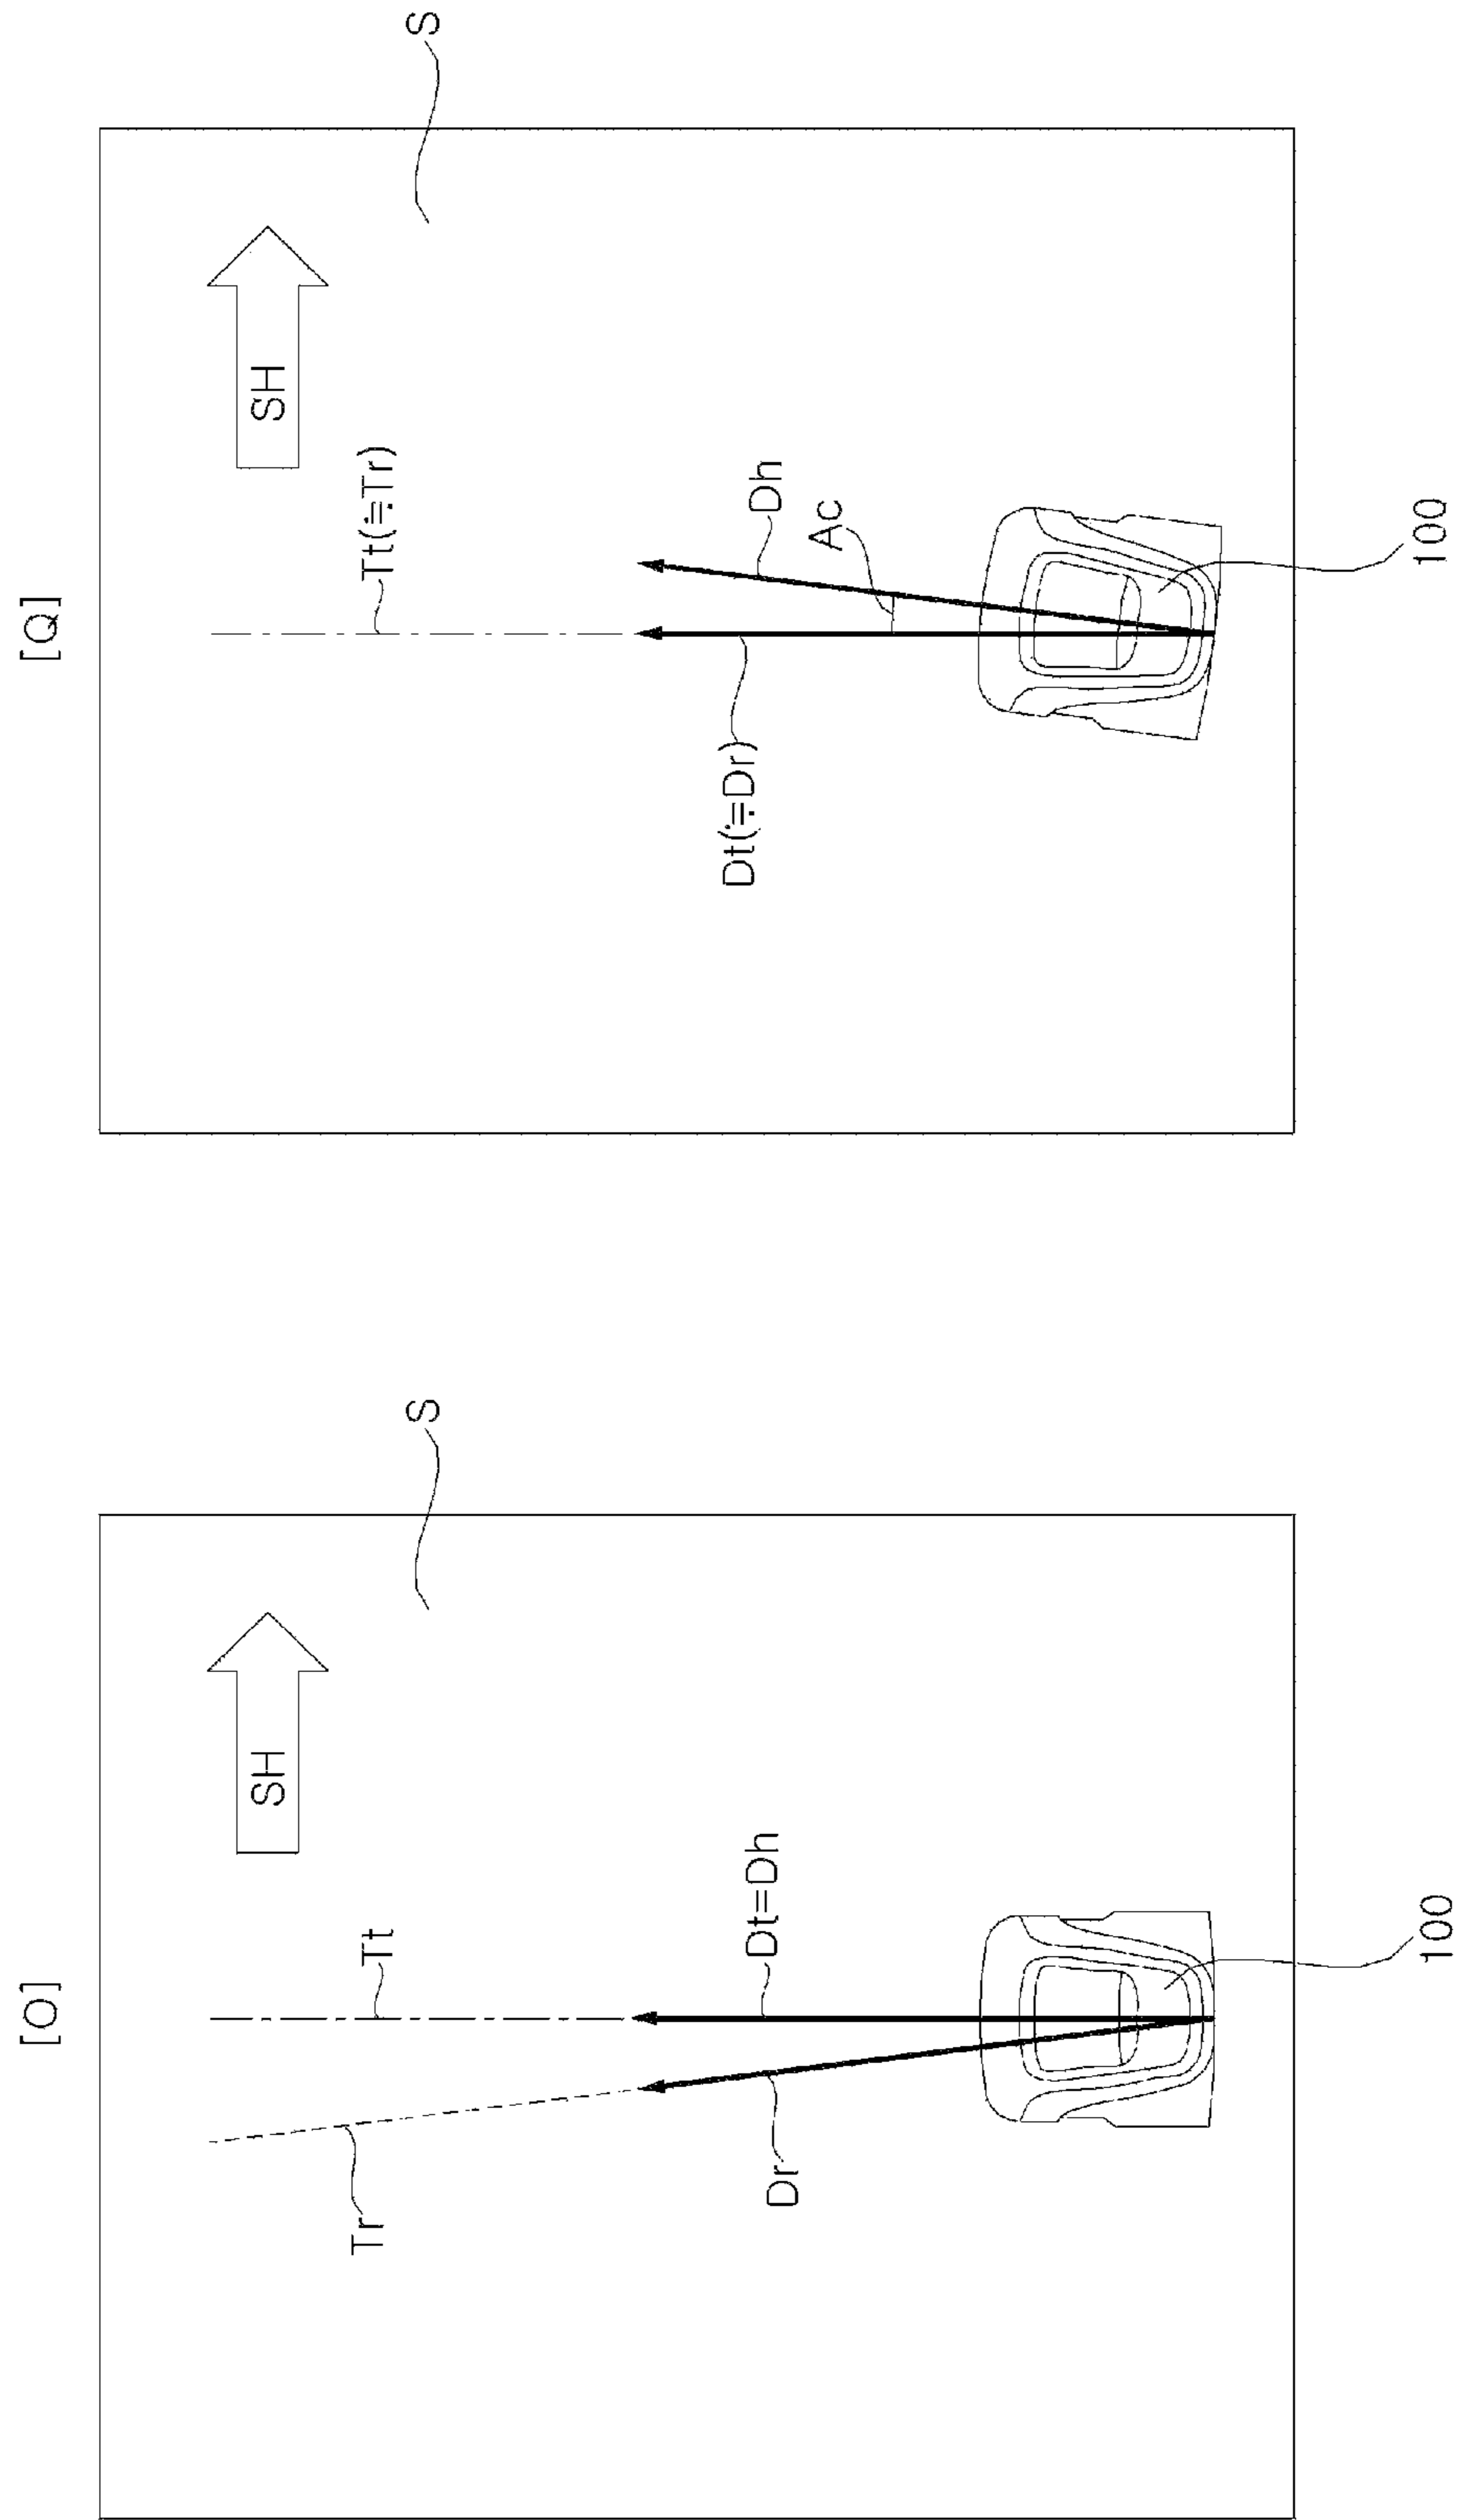 [O]
SH
Tr
Tt
S
Dr
Dt=Dh
100
[Q]
SH
Tt(≒Tr)
S
Dt(≒Dr)
Dh
Ac
100